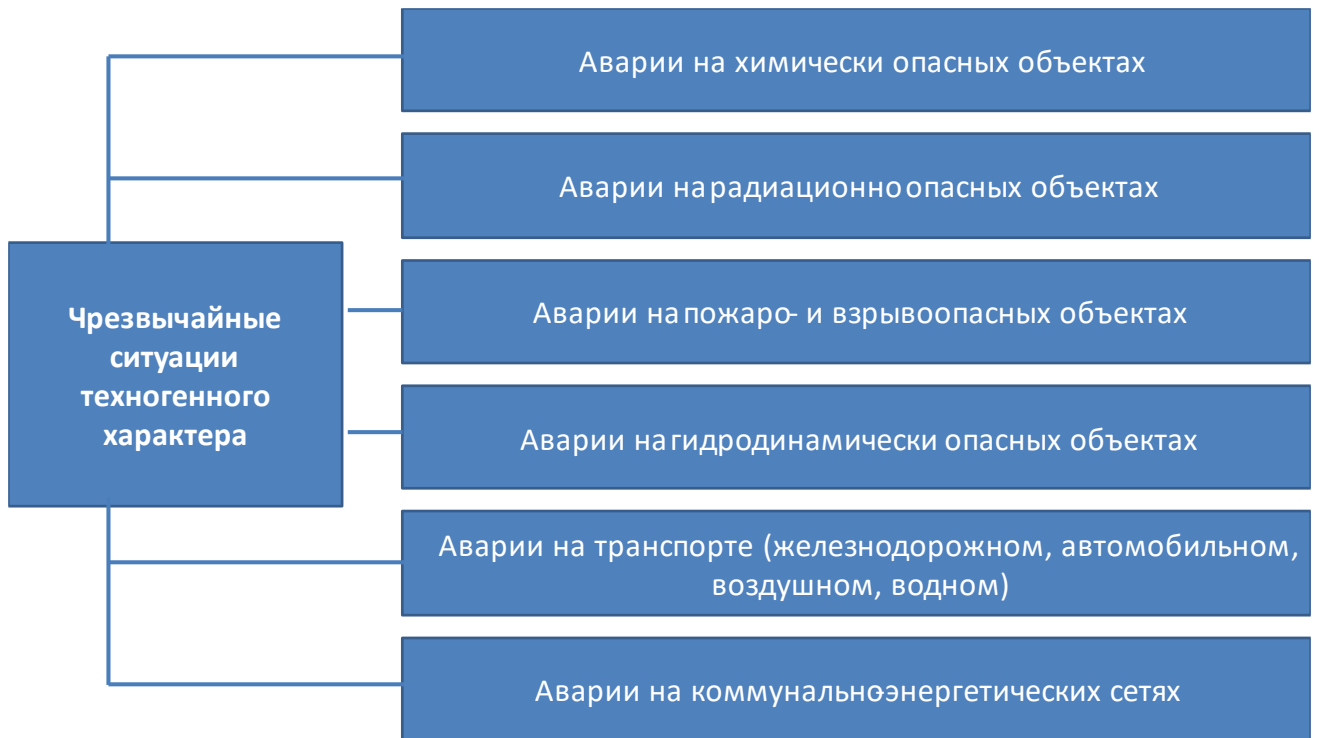 Аварии на химически опасных объектах
Аварии на радиационно опасных объектах
Чрезвычайные
ситуации
техногенного
характера
Аварии на пожаро- и взрывоопасных объектах
Аварии на гидродинамически опасных объектах
Аварии на транспорте (железнодорожном, автомобильном,
воздушном, водном)
Аварии на коммунально-энергетических сетях